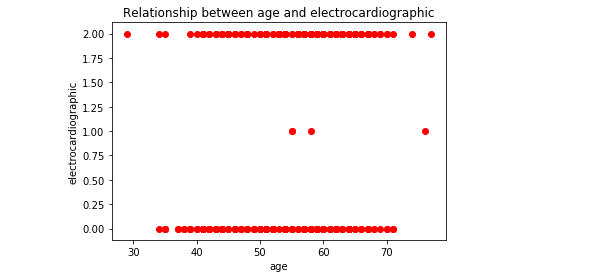 Relationship between age and electrocardiographic
2.00
1.75
1.50
1.25
1.00
0.75
0.50
0.25
0.00
electrocardiographic
30 40 50 60 70
age